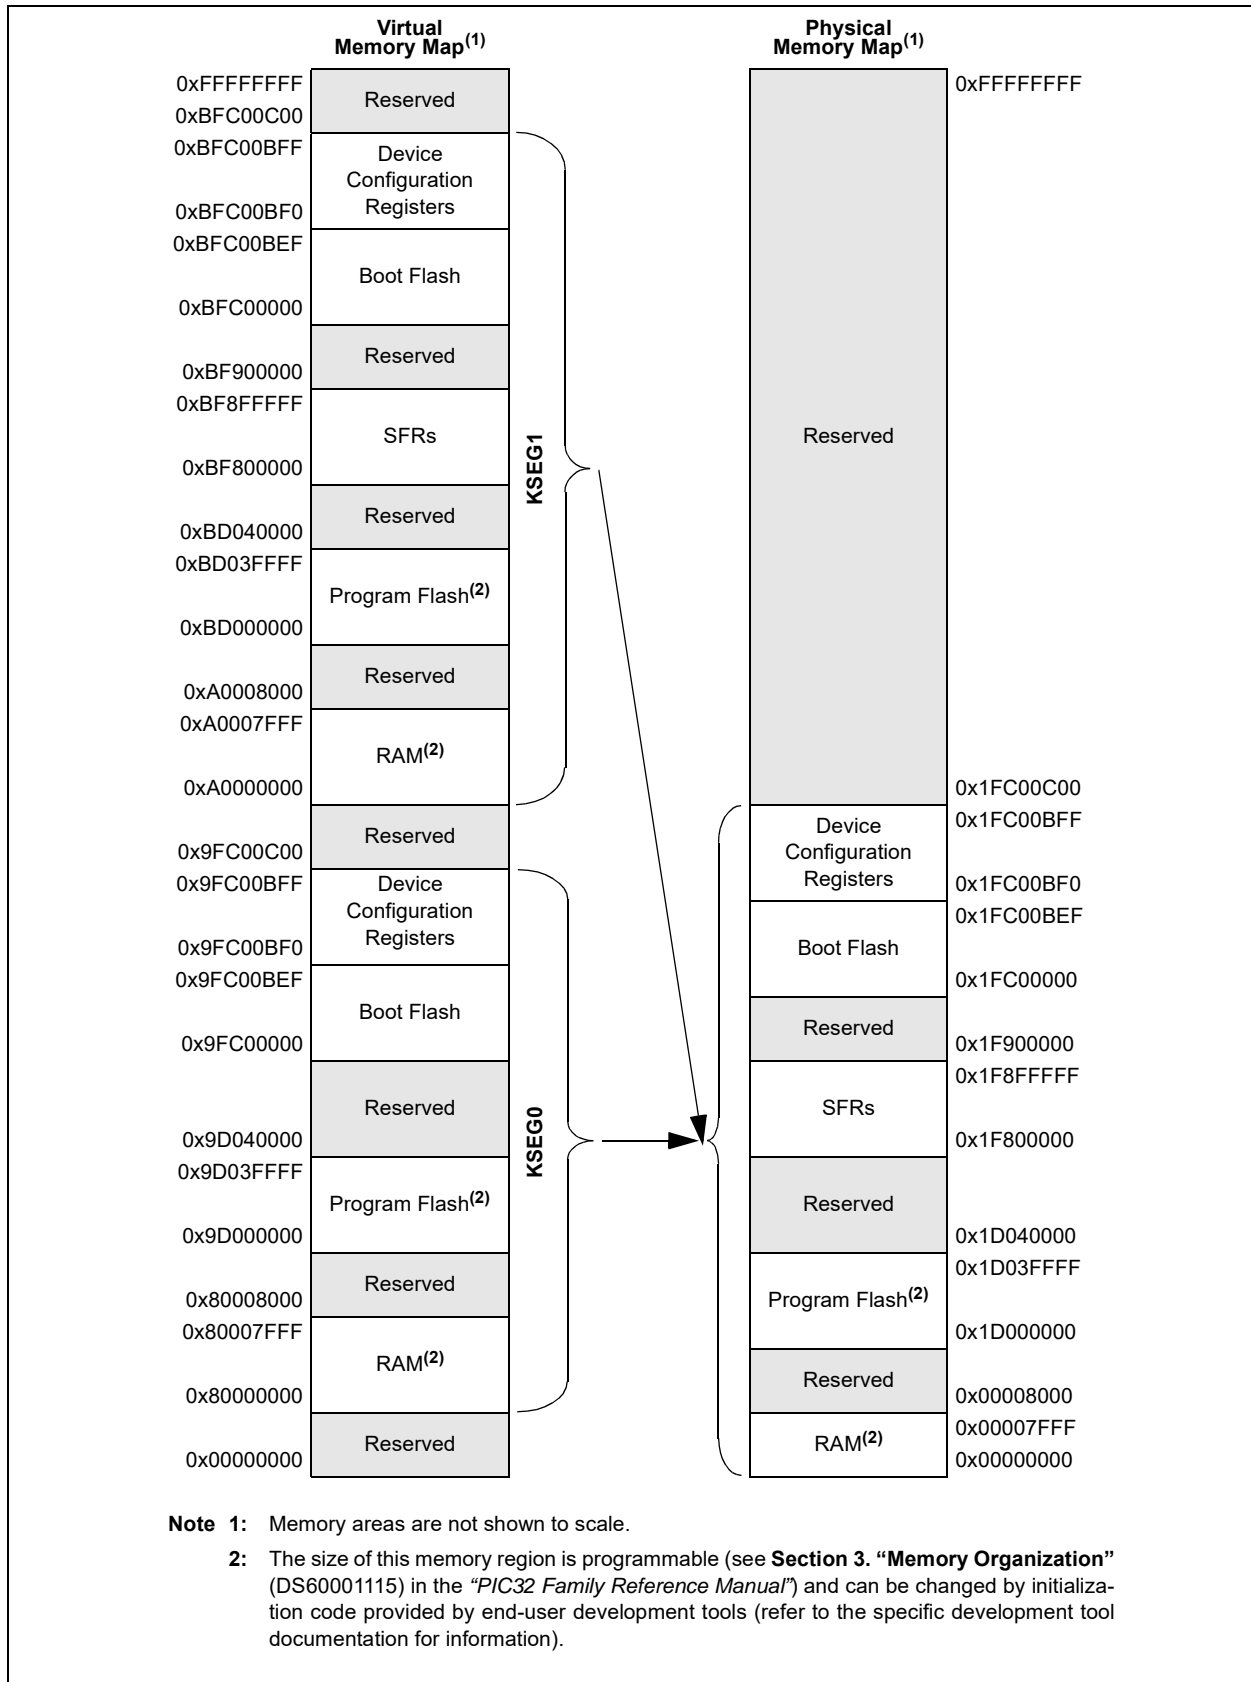 Virtual
Memory Map(1)
Physical
Memory Map(1)
0xFFFFFFFF
Reserved
0xBFC00C00
0xBFC00BFF
Device
Configuration
Registers
0xBFC00BF0
0xBFC00BEF
Boot Flash
0xBFC00000
Reserved
0xBF900000
0xBF8FFFFF
SFRs
0xBF800000
Reserved
0xBD040000
0xBD03FFFF
Program Flash(2)
0xBD000000
Reserved
0xA0008000
0xA0007FFF
RAM(2)
0xA0000000
KSEG1
Reserved
0x9FC00C00
0x9FC00BFF
Device
Configuration
Registers
0x9FC00BF0
0x9FC00BEF
Boot Flash
0x9FC00000
Reserved
0x9D040000
0x9D03FFFF
Program Flash(2)
0x9D000000
Reserved
0x80008000
0x80007FFF
RAM(2)
0x80000000
KSEG0
Reserved
0x00000000
0xFFFFFFFF
Reserved
0x1FC00C00
0x1FC00BFF
Device
Configuration
Registers
0x1FC00BF0
0x1FC00BEF
Boot Flash
0x1FC00000
Reserved
0x1F900000
0x1F8FFFFF
SFRs
0x1F800000
Reserved
0x1D040000
0x1D03FFFF
Program Flash(2)
0x1D000000
Reserved
0x00008000
0x00007FFF
RAM(2)
0x00000000
Note 1: Memory areas are not shown to scale.
2: The size of this memory region is programmable (see Section 3. “Memory Organization”
(DS60001115) in the “PIC32 Family Reference Manual”) and can be changed by initializa-
tion code provided by end-user development tools (refer to the specific development tool
documentation for information).